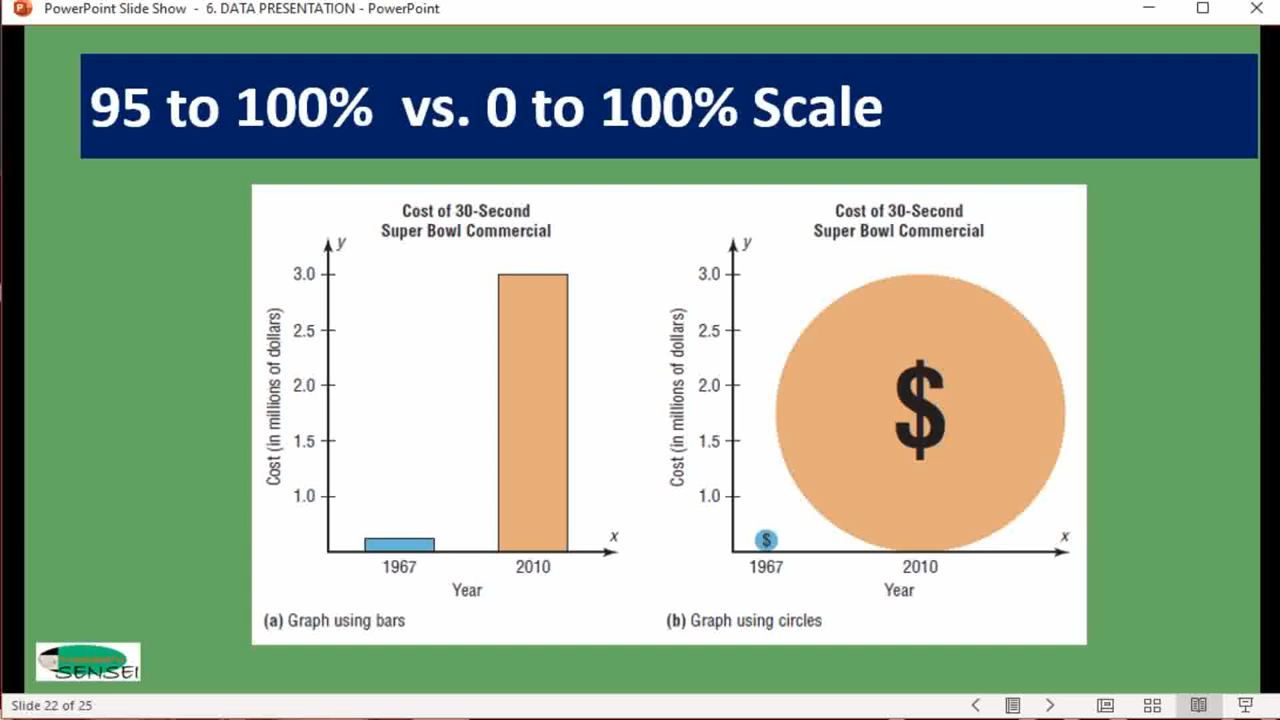 PowerPoint Slide Show - 6. DATA PRESENTATION - PowerPoint
95 to 100% vs. 0 to 100% Scale
Cost of 30-Second
Super Bowl Commercial
y
3.0
2.5
2.0
1.5
1.0
Cost (in millions of dollars)
x
1967 2010
Year
(a) Graph using bars
Cost of 30-Second
Super Bowl Commercial
y
3.0
2.5
2.0
1.5
1.0
Cost (in millions of dollars)
$
$
x
1967 2010
Year
(b) Graph using circles
SENSEI
Slide 22 of 25